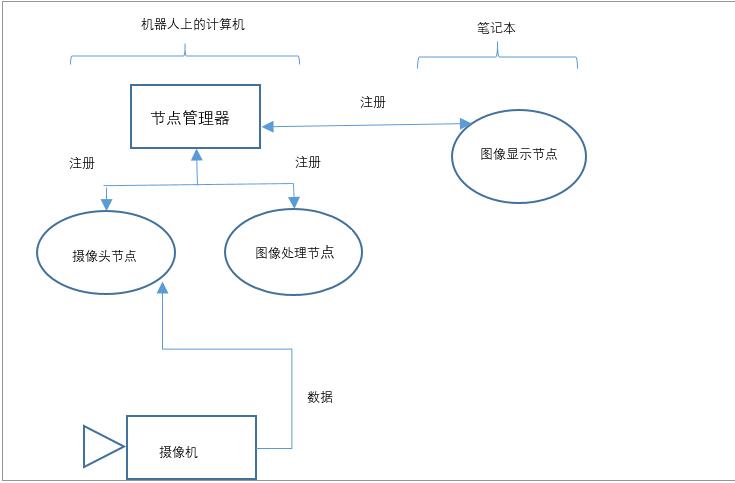 机器人上的计算机
笔记本
节点管理器
注册
图像显示节点
注册
注册
摄像头节点
图像处理节点
数据
摄像机